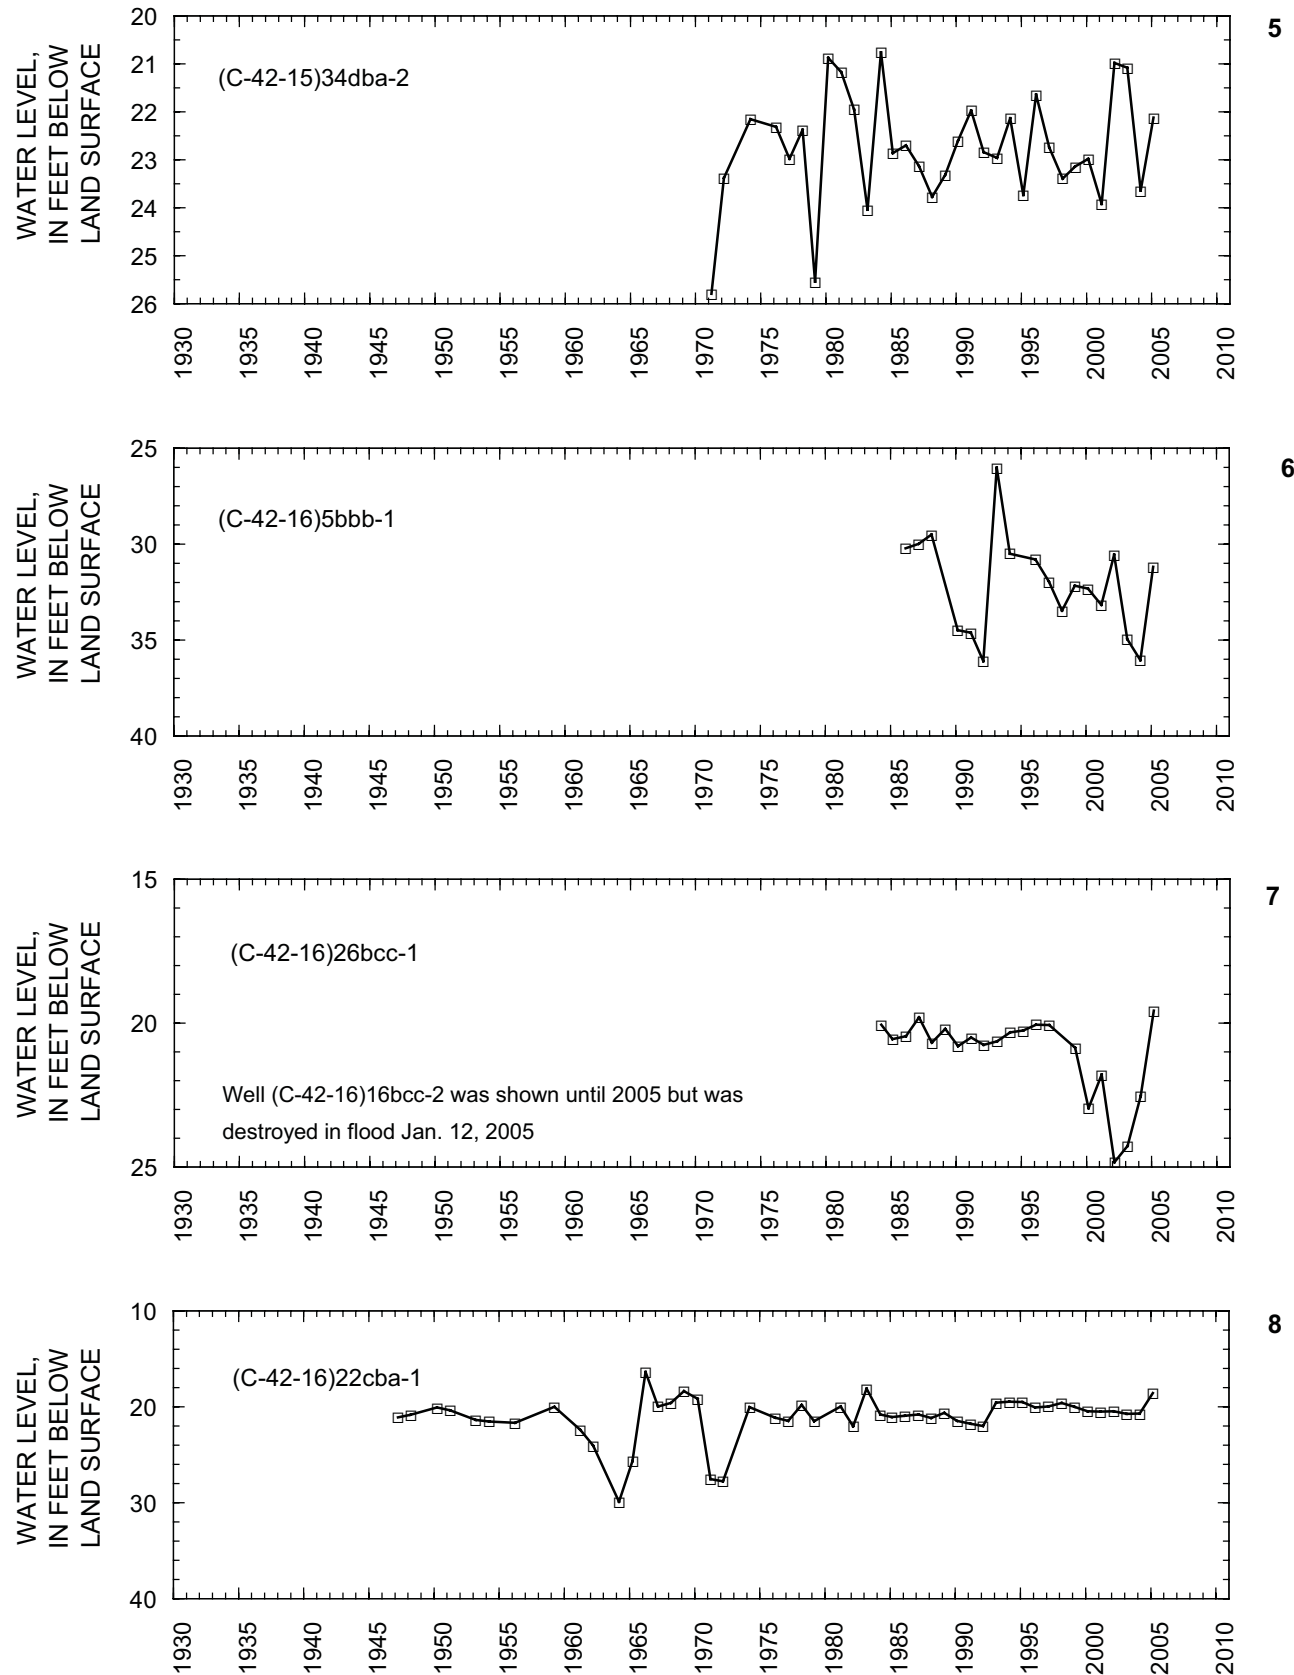 5
WATER LEVEL,
IN FEET BELOW
LAND SURFACE
20
21
22
23
24
25
26
(C-42-15)34dba-2
1930 1935 1940 1945 1950 1955 1960 1965 1970 1975 1980 1985 1990 1995 2000 2005 2010
6
WATER LEVEL,
IN FEET BELOW
LAND SURFACE
25
30
35
40
(C-42-16)5bbb-1
1930 1935 1940 1945 1950 1955 1960 1965 1970 1975 1980 1985 1990 1995 2000 2005 2010
7
WATER LEVEL,
IN FEET BELOW
LAND SURFACE
15
20
25
(C-42-16)26bcc-1
Well (C-42-16)16bcc-2 was shown until 2005 but was
destroyed in flood Jan. 12, 2005
1930 1935 1940 1945 1950 1955 1960 1965 1970 1975 1980 1985 1990 1995 2000 2005 2010
8
WATER LEVEL,
IN FEET BELOW
LAND SURFACE
10
20
30
40
(C-42-16)22cba-1
1930 1935 1940 1945 1950 1955 1960 1965 1970 1975 1980 1985 1990 1995 2000 2005 2010